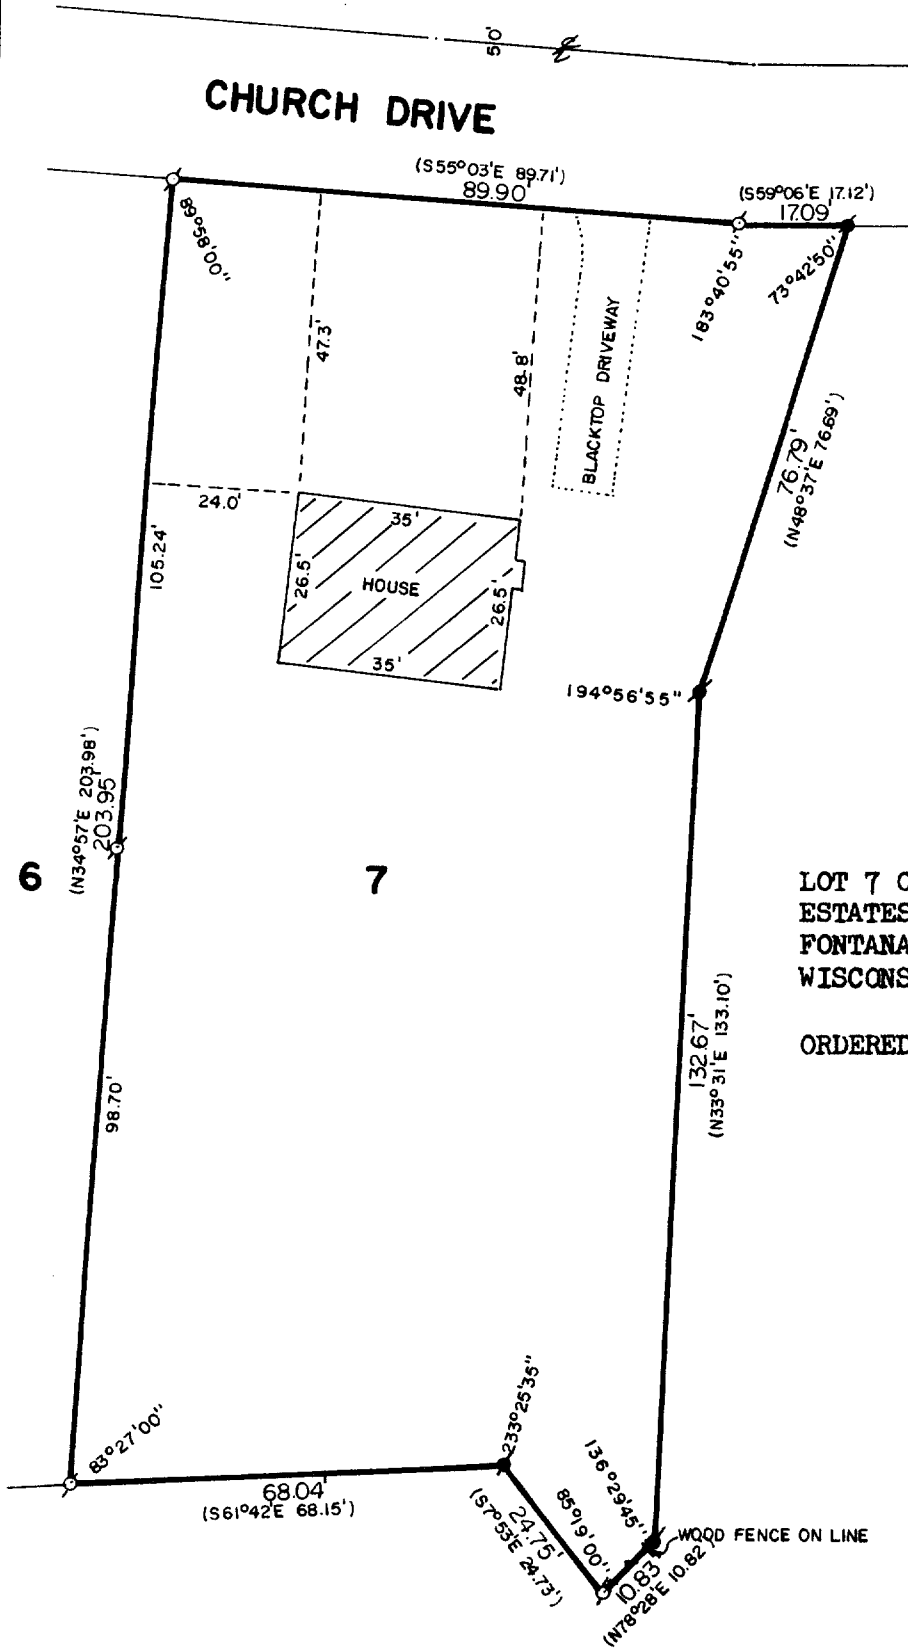 50'
CHURCH DRIVE
(S55°03'E 89.71')
89.90'
(S59°06'E 17.12')
17.09'
89°58'00"
183°40'55"
73°42'50"
47.3'
48.8'
BLACKTOP DRIVEWAY
76.79'
(N48°37'E 76.69')
24.0'
35'
105.24'
26.5'
HOUSE
26.5'
35'
194°56'55"
(N34°57'E 203.98')
203.95'
6
7
LOT 7 O
ESTATES
FONTANA
WISCONS
ORDERED
132.67'
(N33°31'E 133.10')
98.70'
83°27'00"
233°25'35"
136°29'45"
85°19'00"
68.04'
(S61°42'E 68.15')
24.75'
(S7°53'E 24.73')
WOOD FENCE ON LINE
10.83'
(N78°28'E 10.82')